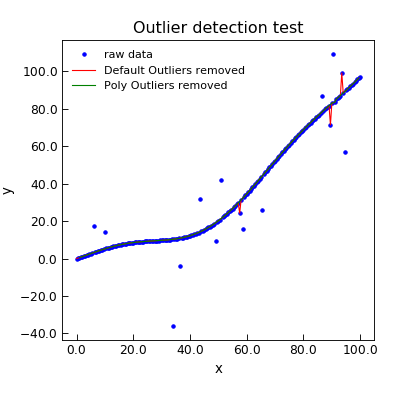 Outlier detection test
raw data
Default Outliers removed
Poly Outliers removed
y
100.0
80.0
60.0
40.0
20.0
0.0
−20.0
−40.0
0.0 20.0 40.0 60.0 80.0 100.0
x